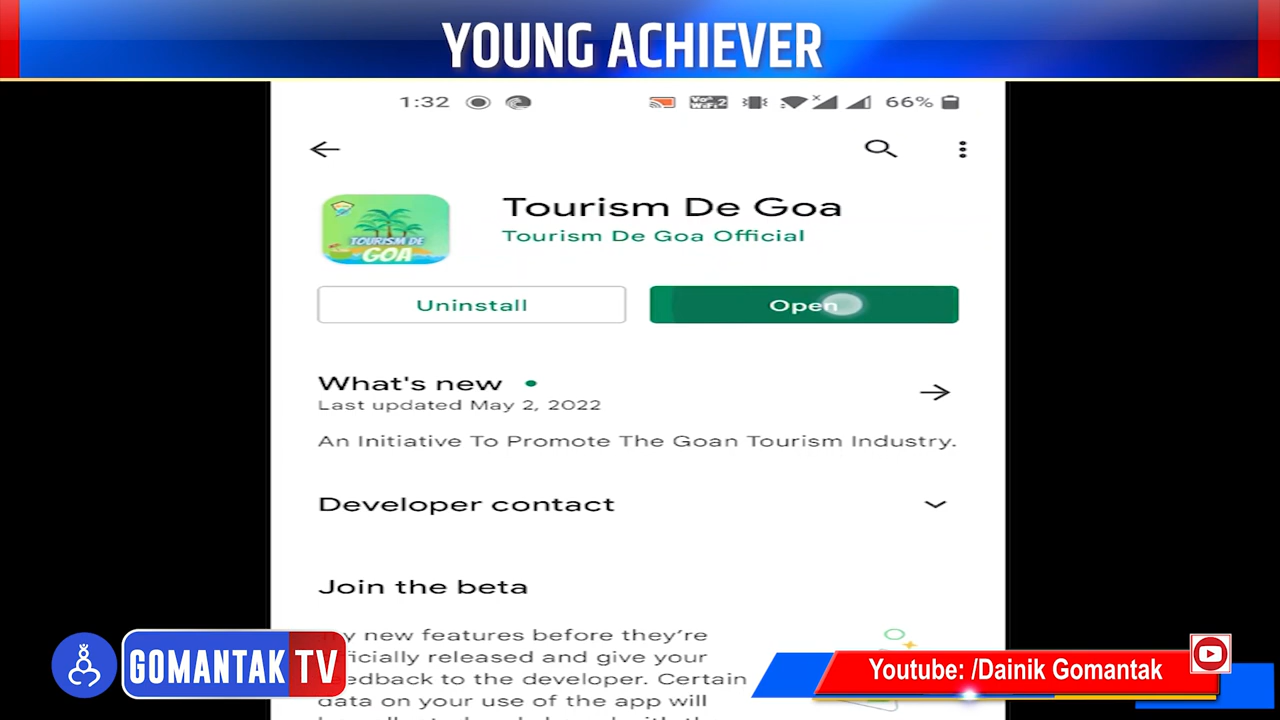 YOUNG ACHIEVER
1:32
Vo))
WiFi 2
66%
Tourism De Goa
Tourism De Goa Official
TOURISM DE
GOA
Uninstall
Open
What's new
Last updated May 2, 2022
An Initiative To Promote The Goan Tourism Industry.
Developer contact
Join the beta
new features before they're
released and give your
to the developer. Certain
data on your use of the app will
GOMANTAK TV
Youtube: /Dainik Gomantak